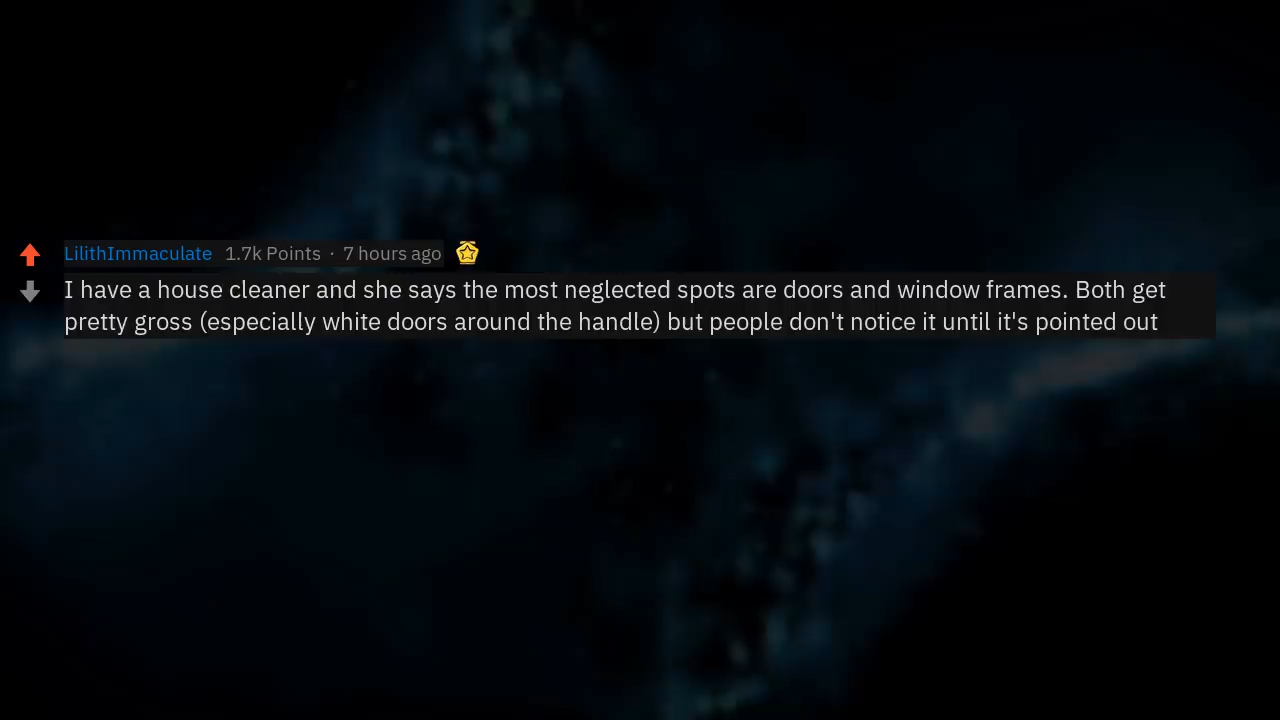 LilithImmaculate 1.7k Points · 7 hours ago
I have a house cleaner and she says the most neglected spots are doors and window frames. Both get
pretty gross (especially white doors around the handle) but people don't notice it until it's pointed out